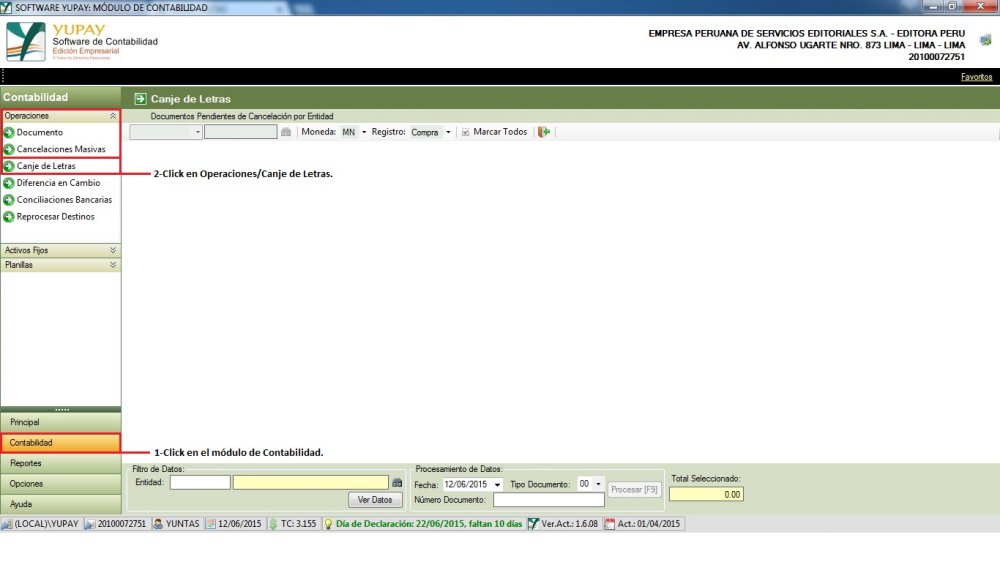 SOFTWARE YUPAY: MÓDULO DE CONTABILIDAD
YUPAY
Software de Contabilidad
Edición Empresarial
EMPRESA PERUANA DE SERVICIOS EDITORIALES S.A. - EDITORA PERU
AV. ALFONSO UGARTE NRO. 873 LIMA - LIMA - LIMA
20100072751
Favoritos
Contabilidad
Operaciones
Documento
Cancelaciones Masivas
Canje de Letras
Diferencia en Cambio
Conciliaciones Bancarias
Reprocesar Destinos
Activos Fijos
Planillas
Principal
Contabilidad
Reportes
Opciones
Ayuda
Canje de Letras
Documentos Pendientes de Cancelación por Entidad
Moneda: MN Registro: Compra Marcar Todos
2-Click en Operaciones/Canje de Letras.
1-Click en el módulo de Contabilidad.
Filtro de Datos:
Entidad:
Ver Datos
Procesamiento de Datos:
Fecha: 12/06/2015 Tipo Documento: 00
Número Documento:
Procesar [F9]
Total Seleccionado:
0.00
(LOCAL)\YUPAY 20100072751 YUNTAS 12/06/2015 TC: 3.155 Día de Declaración: 22/06/2015, faltan 10 días Ver.Act.: 1.6.08 Act.: 01/04/2015